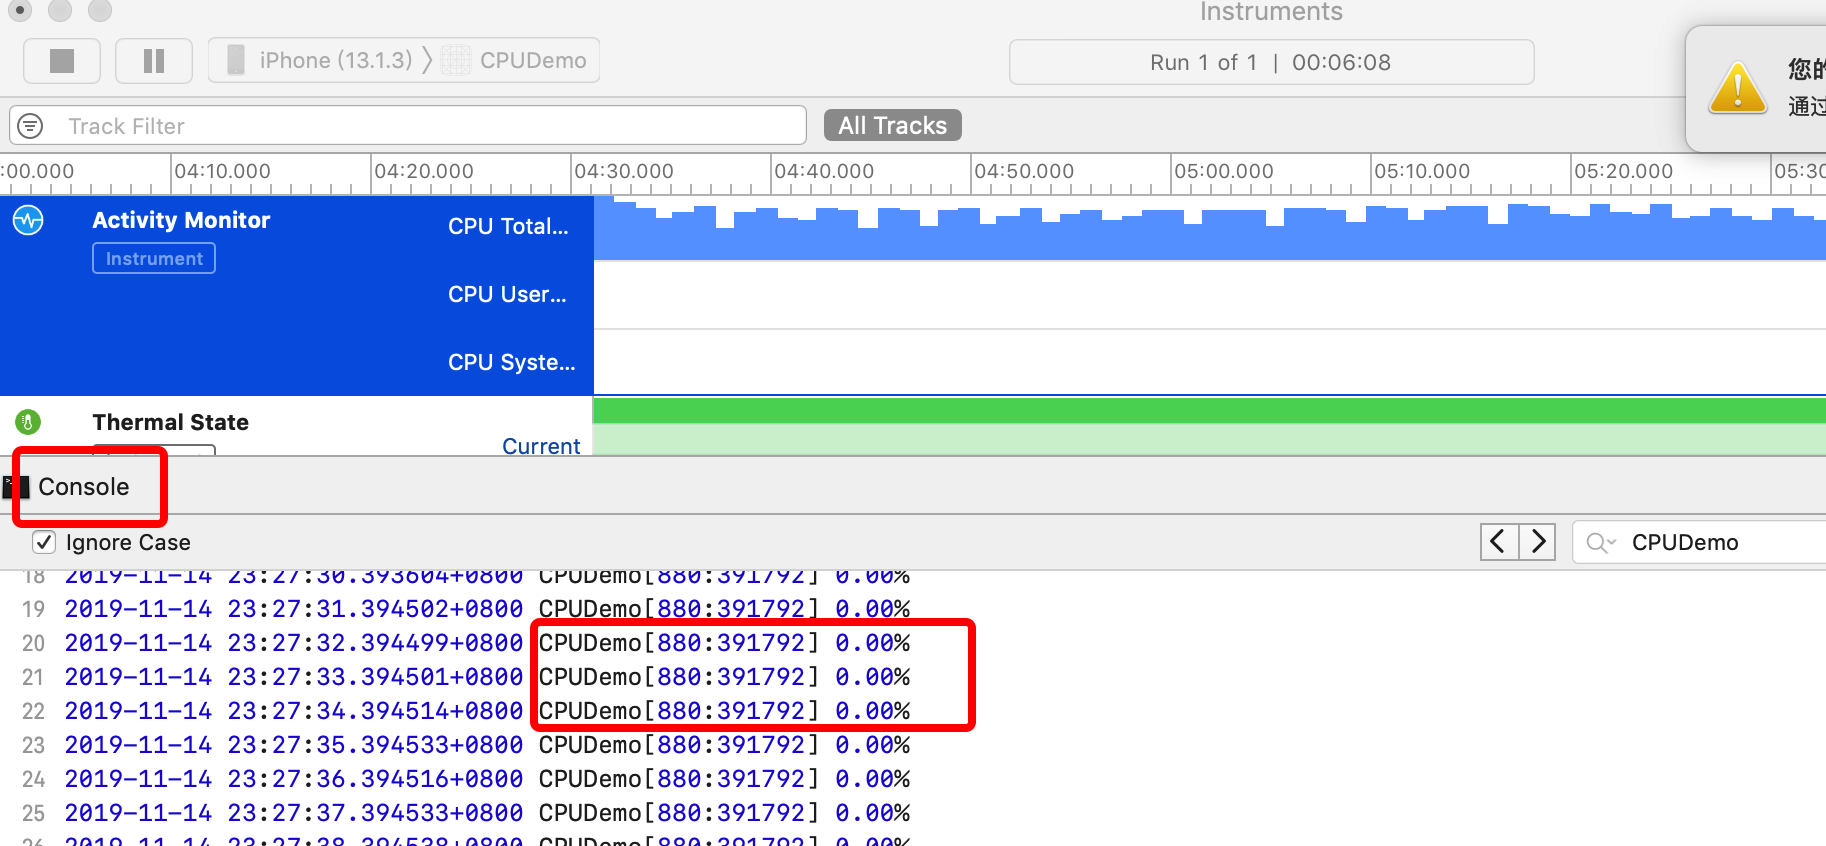 Instruments
iPhone (13.1.3) 〉 CPUDemo
Run 1 of 1 | 00:06:08
您的
通过
Track Filter
All Tracks
:00.000 04:10.000 04:20.000 04:30.000 04:40.000 04:50.000 05:00.000 05:10.000 05:20.000 05:30
Activity Monitor
CPU Total...
Instrument
CPU User...
CPU Syste...
Thermal State
Current
Console
Ignore Case
CPUDemo
18 2019-11-14 23:27:30.393604+0800 CPUDemo[880:391792] 0.00%
19 2019-11-14 23:27:31.394502+0800 CPUDemo[880:391792] 0.00%
20 2019-11-14 23:27:32.394499+0800 CPUDemo[880:391792] 0.00%
21 2019-11-14 23:27:33.394501+0800 CPUDemo[880:391792] 0.00%
22 2019-11-14 23:27:34.394514+0800 CPUDemo[880:391792] 0.00%
23 2019-11-14 23:27:35.394533+0800 CPUDemo[880:391792] 0.00%
24 2019-11-14 23:27:36.394516+0800 CPUDemo[880:391792] 0.00%
25 2019-11-14 23:27:37.394533+0800 CPUDemo[880:391792] 0.00%
26 2019-11-14 23:27:38.394538+0800 CPUDemo[880:391792] 0.00%